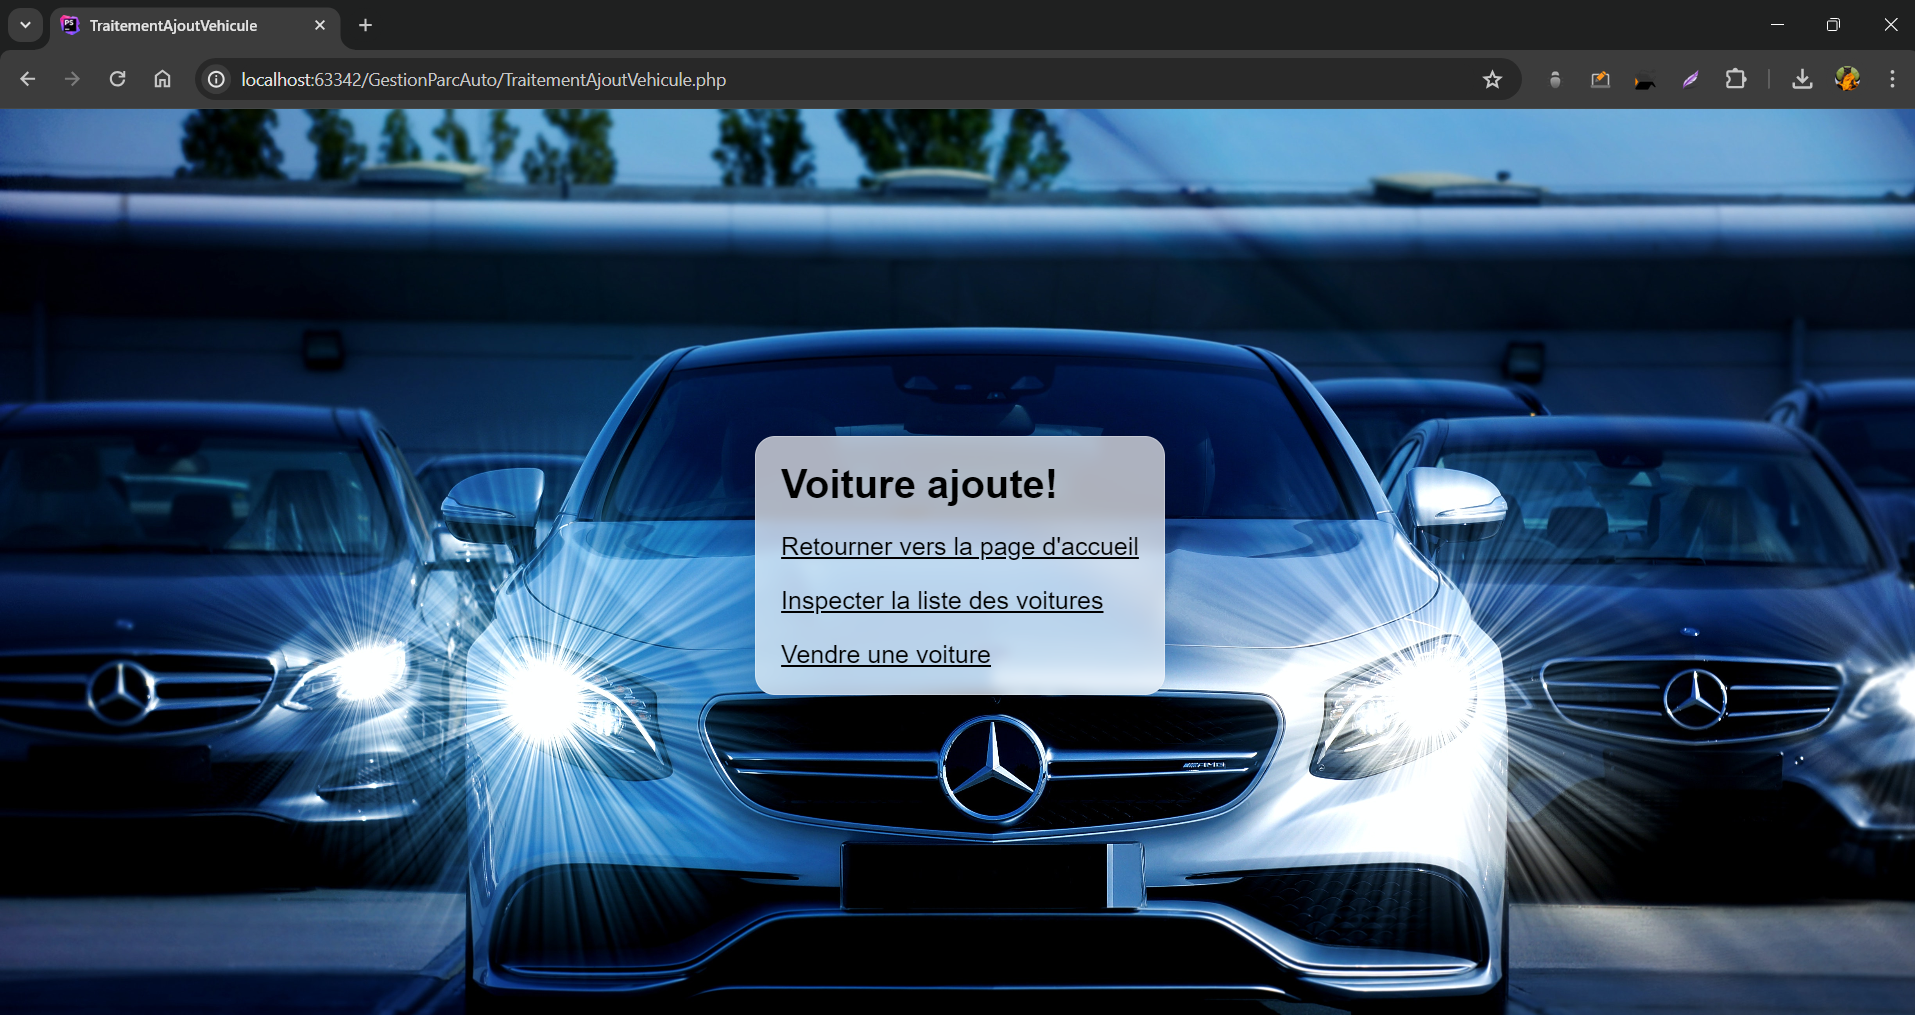 TraitementAjoutVehicule
localhost:63342/GestionParcAuto/TraitementAjoutVehicule.php
Voiture ajoute!
Retourner vers la page d'accueil
Inspecter la liste des voitures
Vendre une voiture
AMG